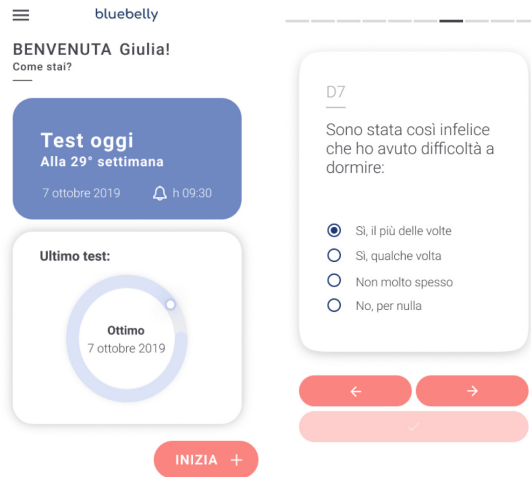 bluebelly
BENVENUTA Giulia!
Come stai?
Test oggi
Alla 29° settimana
7 ottobre 2019
h 09:30
Ultimo test:
Ottimo
7 ottobre 2019
INIZIA +
D7
Sono stata così infelice
che ho avuto difficoltà a
dormire:
Sì, il più delle volte
Sì, qualche volta
Non molto spesso
No, per nulla